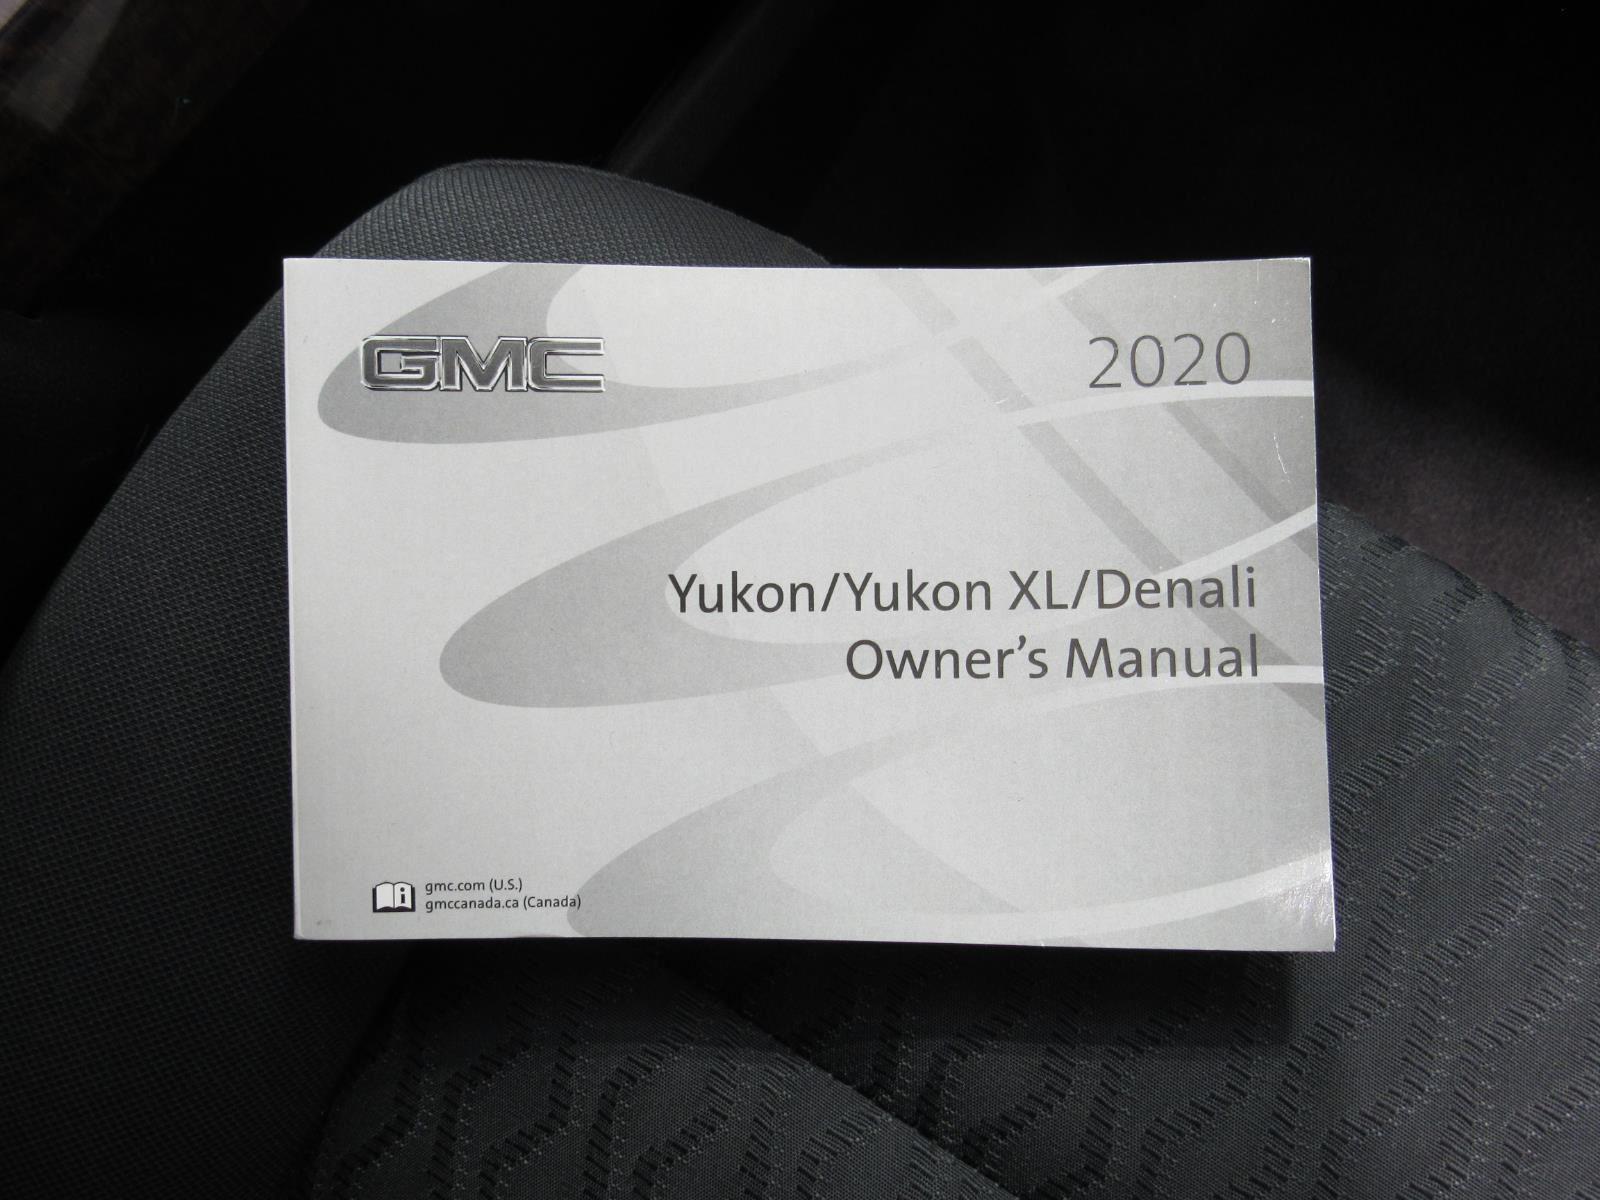 GMC
2020
Yukon/Yukon XL/Denali
Owner's Manual
gmc.com (U.S.)
gmccanada.ca (Canada)